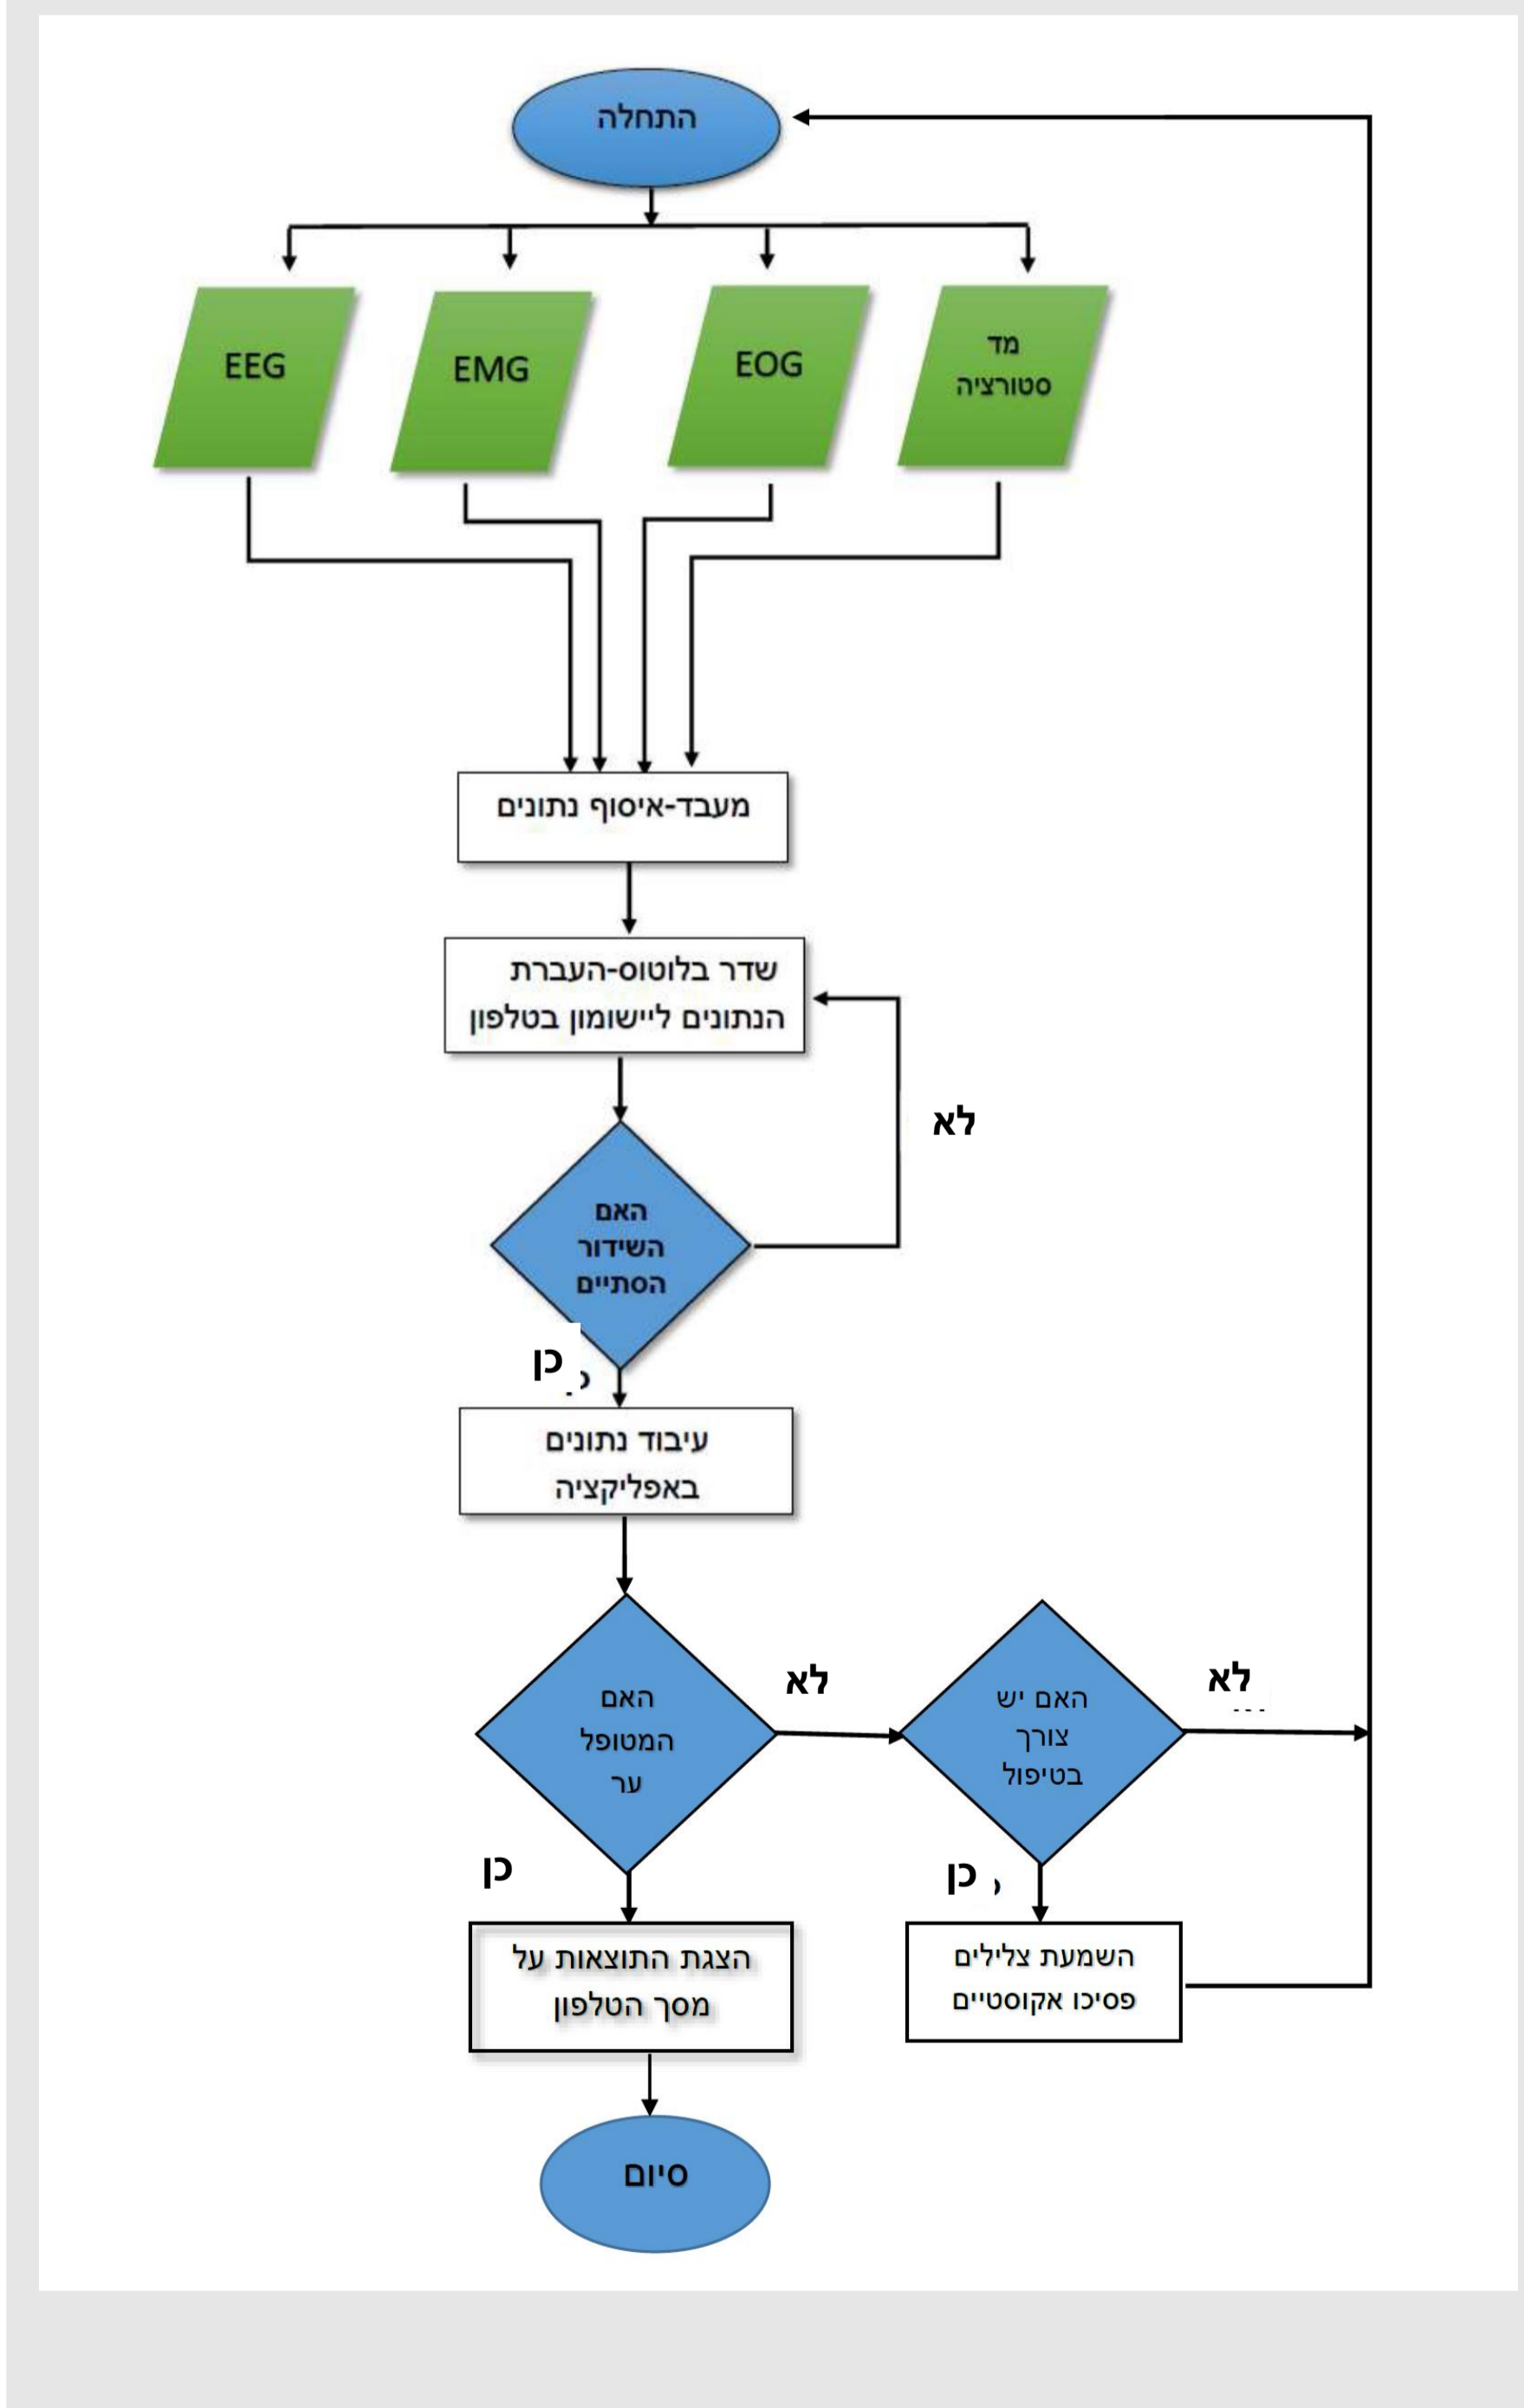 התחלה
EEG
EMG
EOG
מד
סטורציה
מעבד-איסוף נתונים
שדר בלוטוס-העברת
הנתונים ליישומון בטלפון
לא
האם
השידור
הסתיים
כן
עיבוד נתונים
באפליקציה
האם
המטופל
ער
לא
האם יש
צורך
בטיפול
לא
כן
כן
הצגת התוצאות על
מסך הטלפון
השמעת צלילים
פסיכו אקוסטיים
סיום